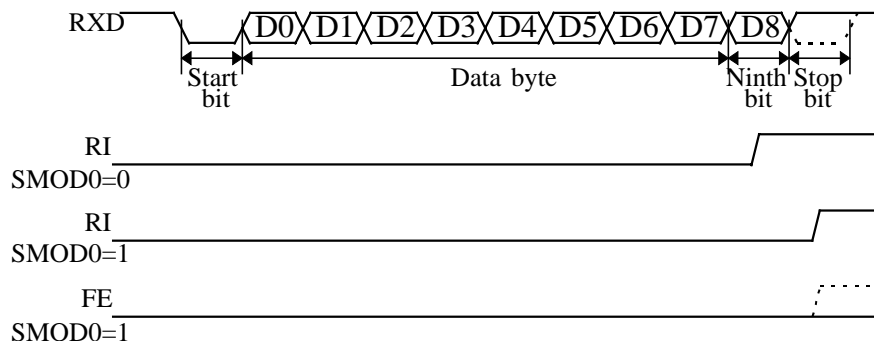 RXD D0 D1 D2 D3 D4 D5 D6 D7 D8
Start Data byte Ninth Stop
bit bit bit
RI
SMOD0=0
RI
SMOD0=1
FE
SMOD0=1